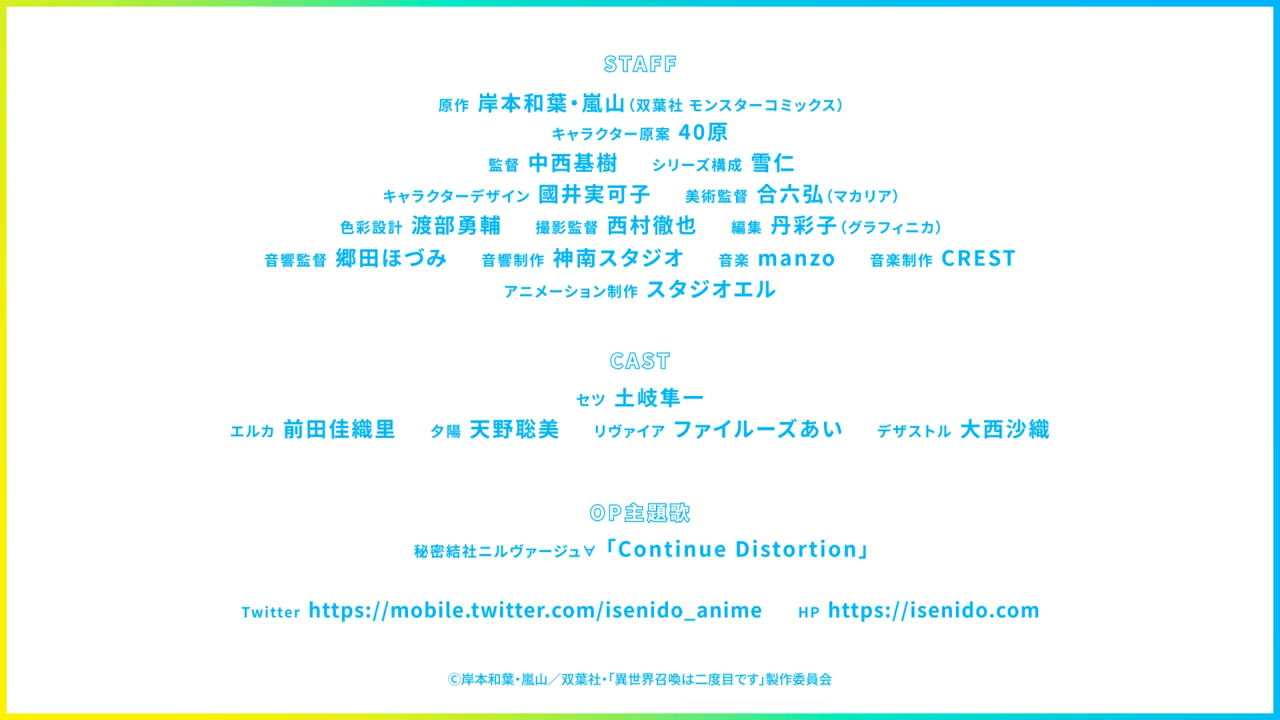 STAFF
原作 岸本和葉・嵐山（双葉社 モンスターコミックス）
キャラクター原案 40原
監督 中西基樹 シリーズ構成 雪仁
キャラクターデザイン 國井実可子 美術監督 合六弘（マカリア）
色彩設計 渡部勇輔 撮影監督 西村徹也 編集 丹彩子（グラフィニカ）
音響監督 郷田ほづみ 音響制作 神南スタジオ 音楽 manzo 音楽制作 CREST
アニメーション制作 スタジオエル
CAST
セツ 土岐隼一
エルカ 前田佳織里 夕陽 天野聡美 リヴァイア ファイルーズあい デザストル 大西沙織
OP主題歌
秘密結社ニルヴァージュ∀「Continue Distortion」
Twitter https://mobile.twitter.com/isenido_anime HP https://isenido.com
©岸本和葉・嵐山／双葉社・「異世界召喚は二度目です」製作委員会